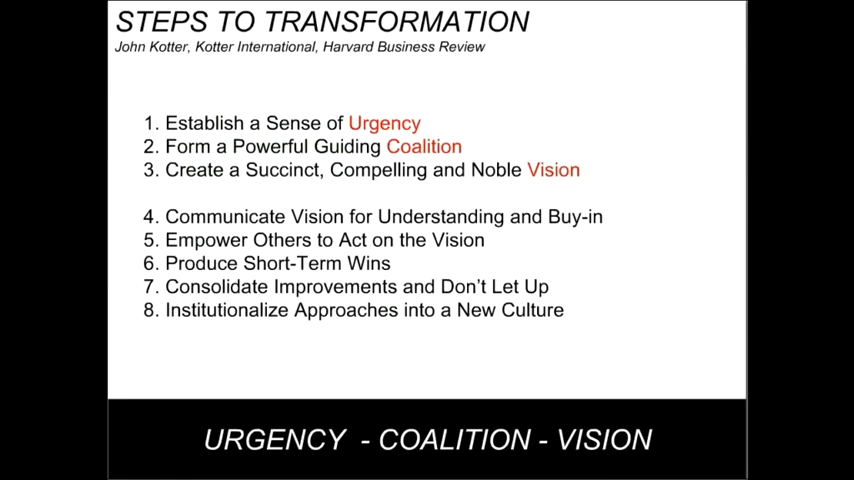 STEPS TO TRANSFORMATION
John Kotter, Kotter International, Harvard Business Review
1. Establish a Sense of Urgency
2. Form a Powerful Guiding Coalition
3. Create a Succinct, Compelling and Noble Vision
4. Communicate Vision for Understanding and Buy-in
5. Empower Others to Act on the Vision
6. Produce Short-Term Wins
7. Consolidate Improvements and Don't Let Up
8. Institutionalize Approaches into a New Culture
URGENCY - COALITION - VISION